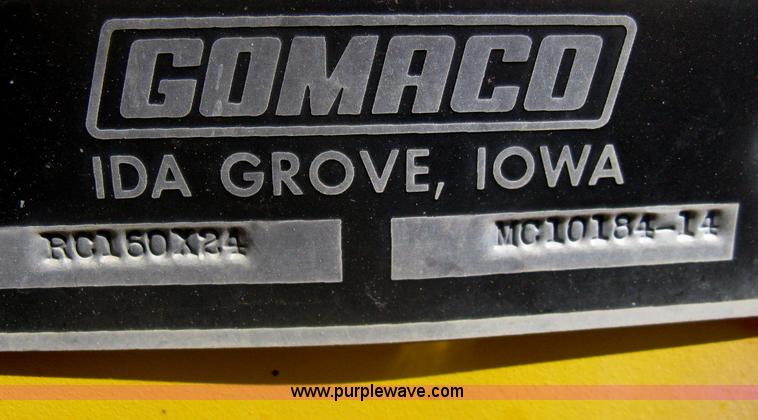 GOMACO
IDA GROVE, IOWA
RC160X24 MC10184-14
www.purplewave.com